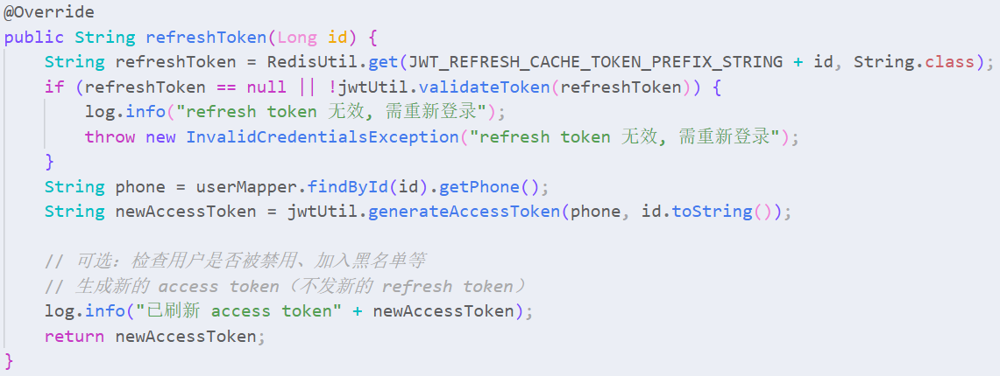 @Override
public String refreshToken(Long id) {
    String refreshToken = RedisUtil.get(JWT_REFRESH_CACHE_TOKEN_PREFIX_STRING + id, String.class);
    if (refreshToken == null || !jwtUtil.validateToken(refreshToken)) {
        log.info("refresh token 无效, 需重新登录");
        throw new InvalidCredentialsException("refresh token 无效, 需重新登录");
    }
    String phone = userMapper.findById(id).getPhone();
    String newAccessToken = jwtUtil.generateAccessToken(phone, id.toString());
    // 可选：检查用户是否被禁用、加入黑名单等
    // 生成新的 access token（不发新的 refresh token）
    log.info("已刷新 access token" + newAccessToken);
    return newAccessToken;
}